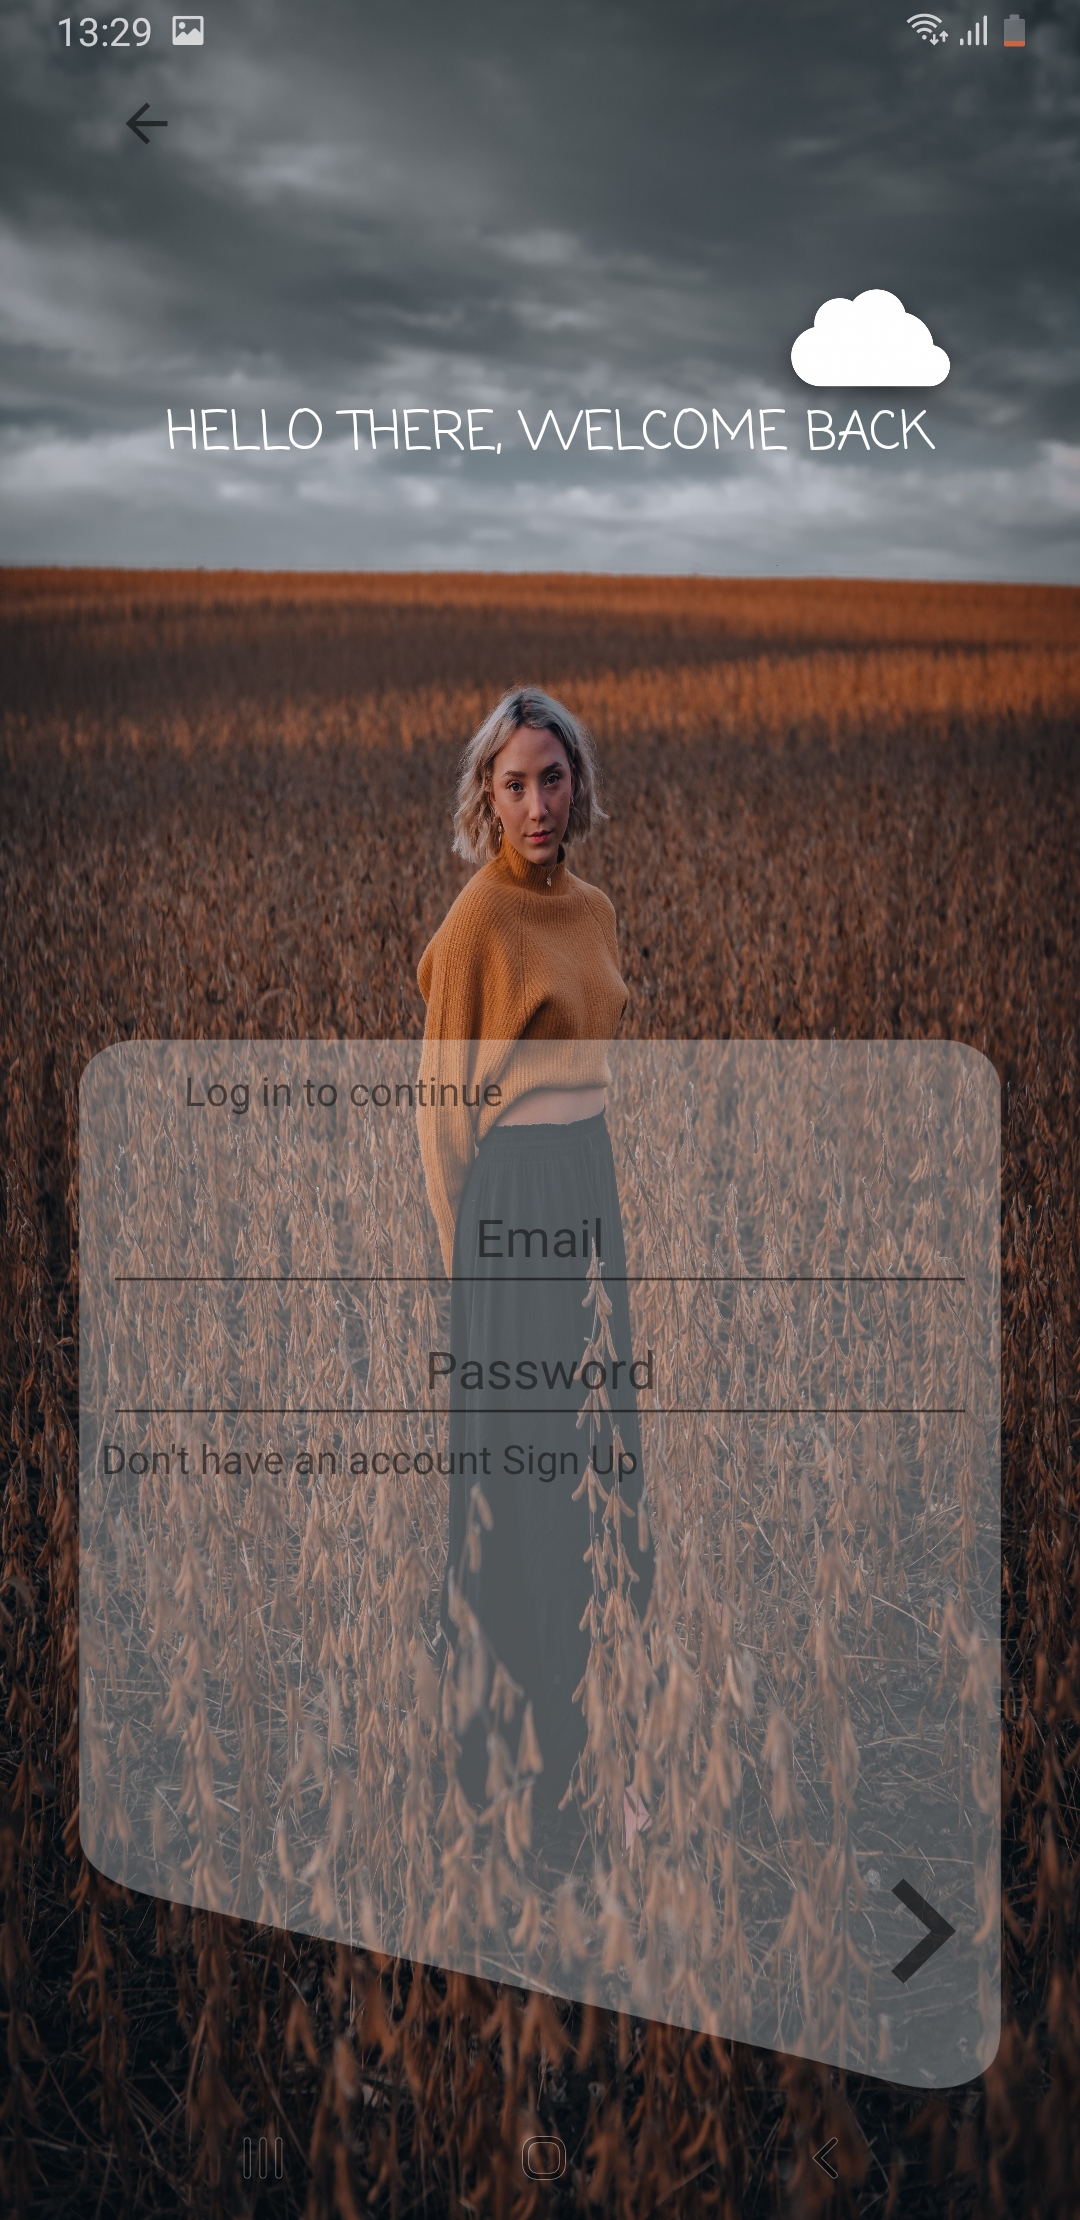 13:29
HELLO THERE, WELCOME BACK
Log in to continue
Email
Password
Don't have an account Sign Up